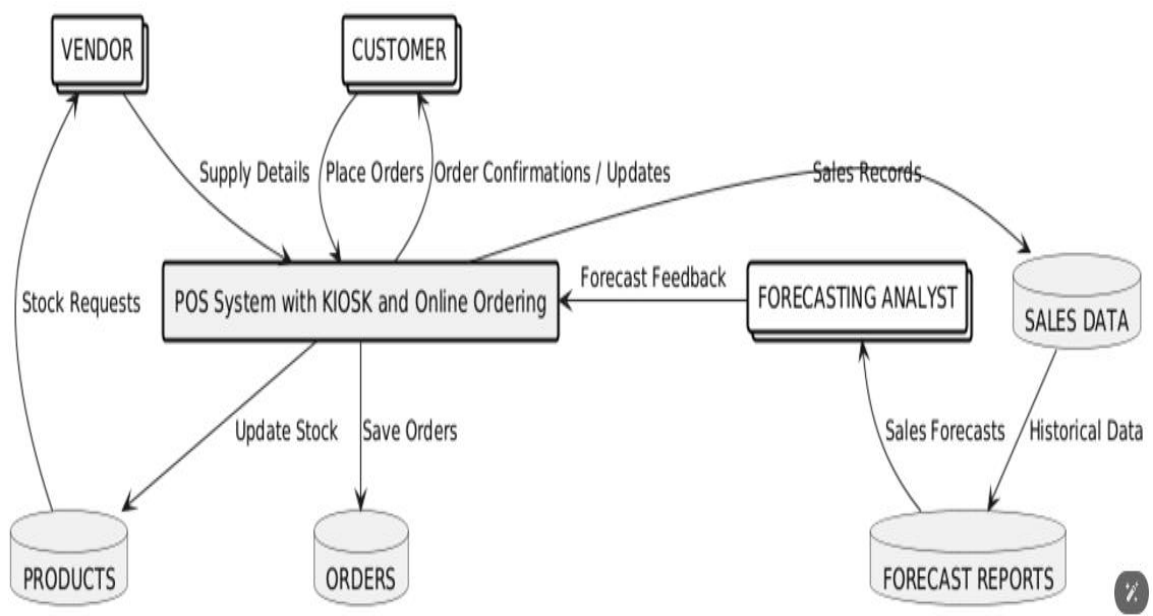 VENDOR
CUSTOMER
Supply Details
Place Orders
Order Confirmations / Updates
Sales Records
Stock Requests
POS System with KIOSK and Online Ordering
Forecast Feedback
FORECASTING ANALYST
SALES DATA
Update Stock
Save Orders
Sales Forecasts
Historical Data
PRODUCTS
ORDERS
FORECAST REPORTS